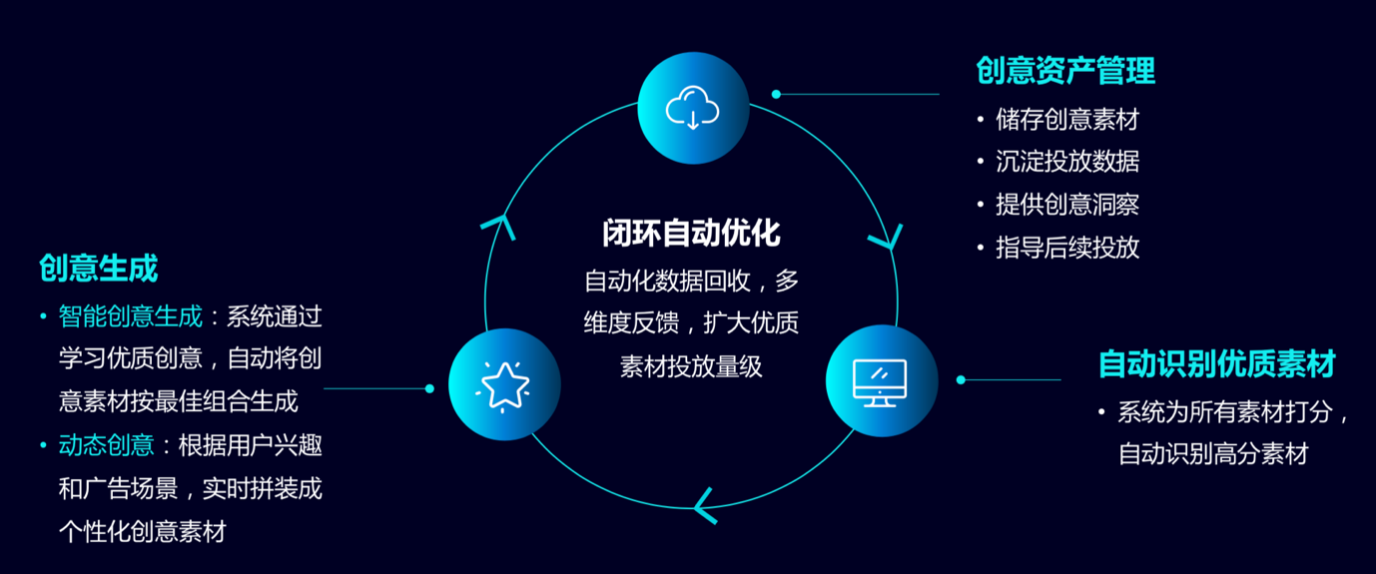 创意资产管理
• 储存创意素材
• 沉淀投放数据
• 提供创意洞察
• 指导后续投放
闭环自动优化
自动化数据回收，多
维度反馈，扩大优质
素材投放量级
创意生成
• 智能创意生成：系统通过
学习优质创意，自动将创
意素材按最佳组合生成
• 动态创意：根据用户兴趣
和广告场景，实时拼装成
个性化创意素材
自动识别优质素材
• 系统为所有素材打分，
自动识别高分素材